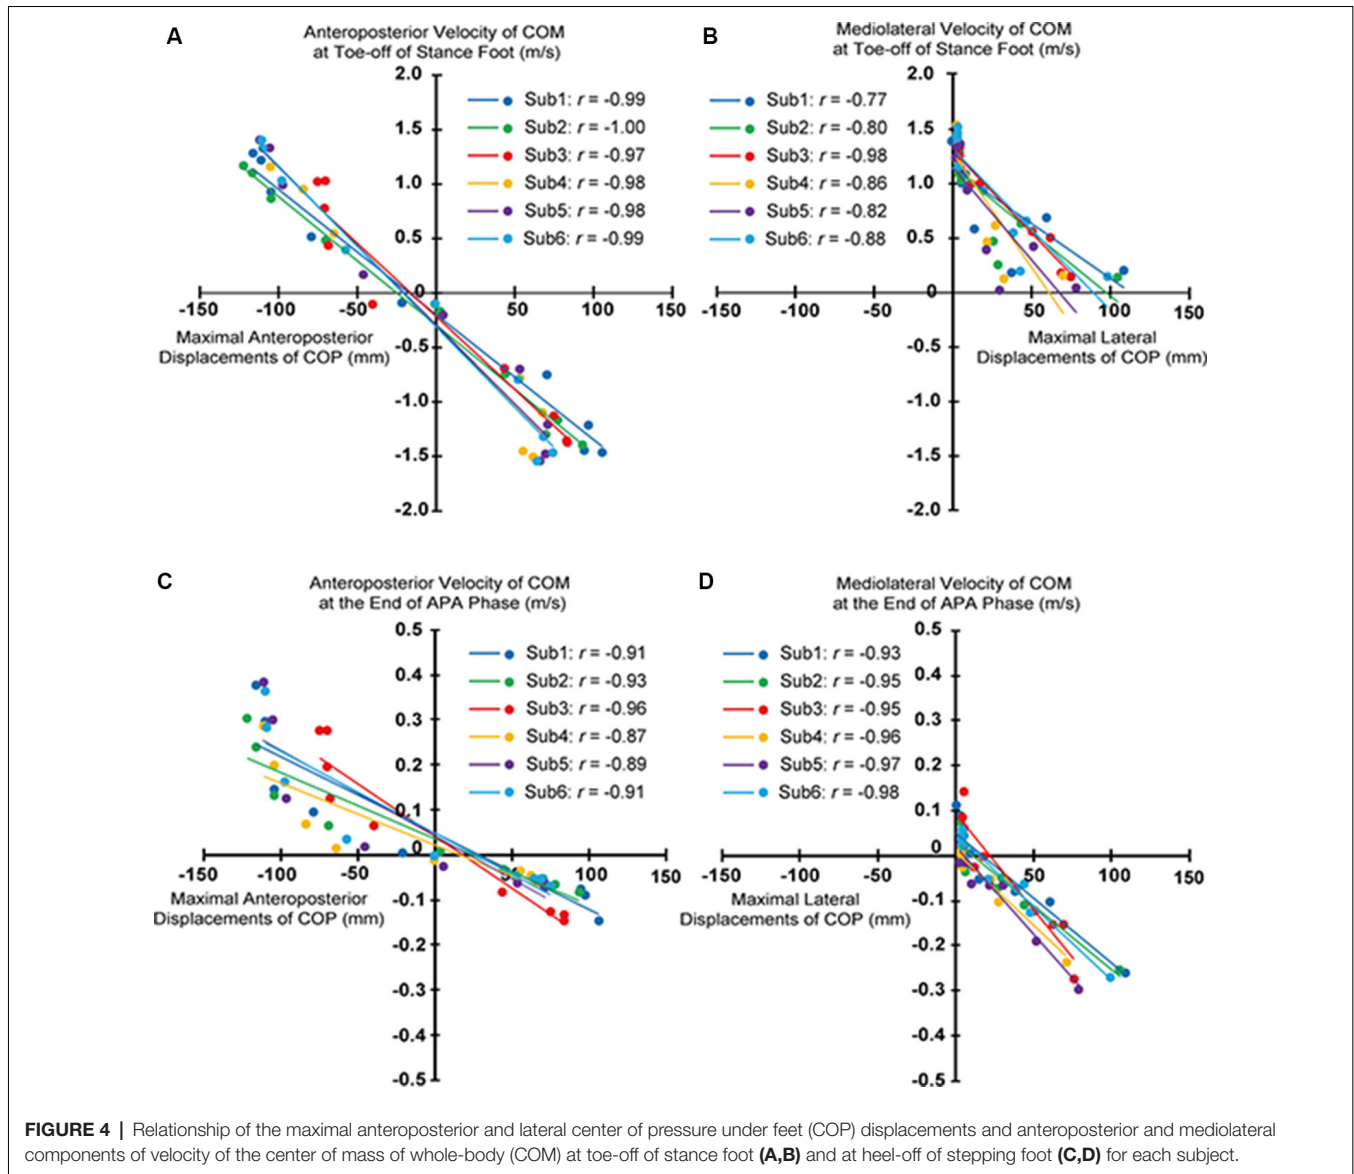 A
Anteroposterior Velocity of COM
at Toe-off of Stance Foot (m/s)
2.0
1.5
1.0
0.5
0
-0.5
-1.0
-1.5
-2.0
-150
-100
-50
50
100
150
Sub1: r = -0.99
Sub2: r = -1.00
Sub3: r = -0.97
Sub4: r = -0.98
Sub5: r = -0.98
Sub6: r = -0.99
Maximal Anteroposterior
Displacements of COP (mm)
B
Mediolateral Velocity of COM
at Toe-off of Stance Foot (m/s)
2.0
1.5
1.0
0.5
0
-0.5
-1.0
-1.5
-2.0
-150
-100
-50
50
100
150
Sub1: r = -0.77
Sub2: r = -0.80
Sub3: r = -0.98
Sub4: r = -0.86
Sub5: r = -0.82
Sub6: r = -0.88
Maximal Lateral
Displacements of COP (mm)
C
Anteroposterior Velocity of COM
at the End of APA Phase (m/s)
0.5
0.4
0.3
0.2
0.1
0
-0.1
-0.2
-0.3
-0.4
-0.5
-150
-100
-50
50
100
150
Sub1: r = -0.91
Sub2: r = -0.93
Sub3: r = -0.96
Sub4: r = -0.87
Sub5: r = -0.89
Sub6: r = -0.91
Maximal Anteroposterior
Displacements of COP (mm)
D
Mediolateral Velocity of COM
at the End of APA Phase (m/s)
0.5
0.4
0.3
0.2
0.1
0
-0.1
-0.2
-0.3
-0.4
-0.5
-150
-100
-50
50
100
150
Sub1: r = -0.93
Sub2: r = -0.95
Sub3: r = -0.95
Sub4: r = -0.96
Sub5: r = -0.97
Sub6: r = -0.98
Maximal Lateral
Displacements of COP (mm)
FIGURE 4 | Relationship of the maximal anteroposterior and lateral center of pressure under feet (COP) displacements and anteroposterior and mediolateral
components of velocity of the center of mass of whole-body (COM) at toe-off of stance foot (A,B) and at heel-off of stepping foot (C,D) for each subject.